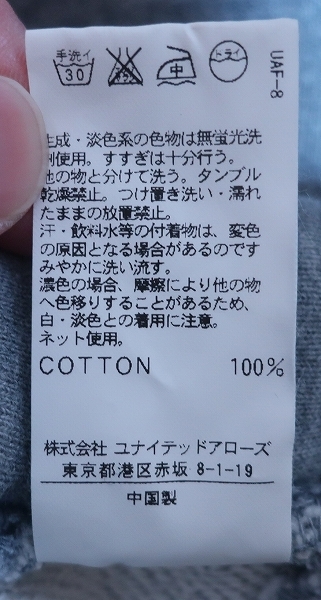 手洗イ 30 エンソサラシ 中 ドライ
UAF-8
生成・淡色系の色物は無蛍光洗
剤使用。すすぎは十分行う。
他の物と分けて洗う。タンブル
乾燥禁止。つけ置き洗い・濡れ
たままの放置禁止。
汗・飲料水等の付着物は、変色
の原因となる場合があるのです
みやかに洗い流す。
濃色の場合、摩擦により他の物
へ色移りすることがあるため、
白・淡色との着用に注意。
ネット使用。
COTTON 100%
株式会社 ユナイテッドアローズ
東京都港区赤坂 8-1-19
中国製